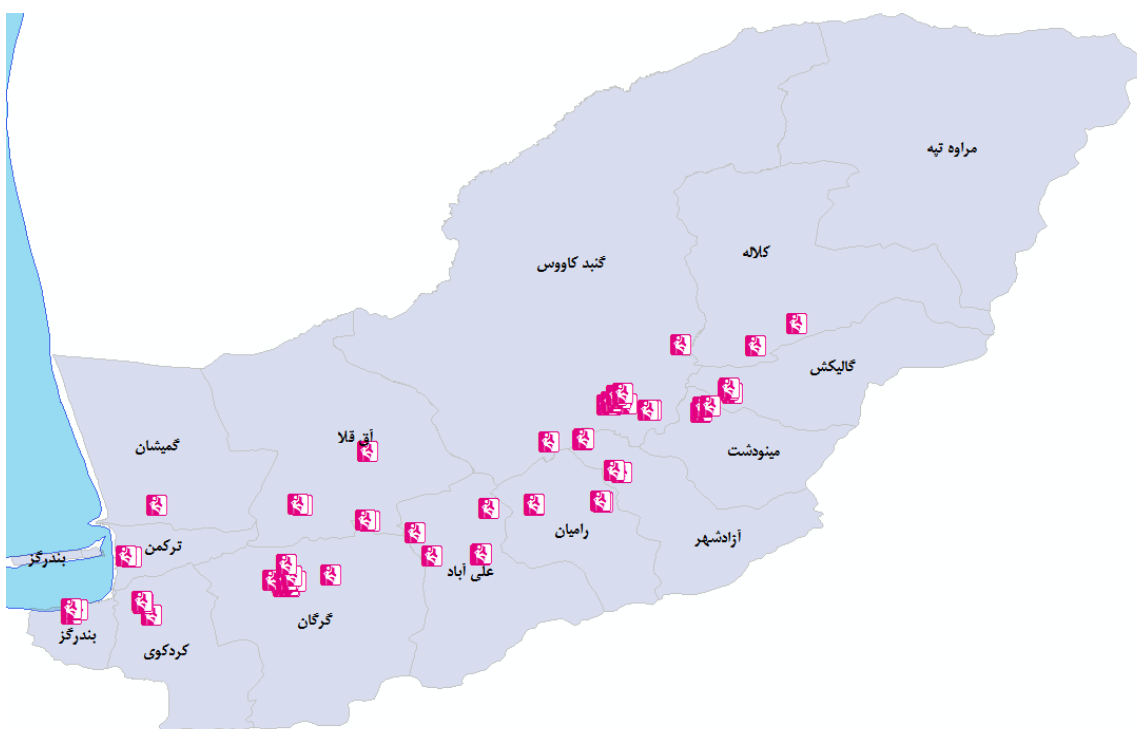 مراوه تپه
کلاله
گنبد کاووس
گالیکش
آق قلا
گمیشان
مینودشت
رامیان
آزادشهر
ترکمن
بندرگز
علی آباد
گرگان
بندرگز
کردکوی